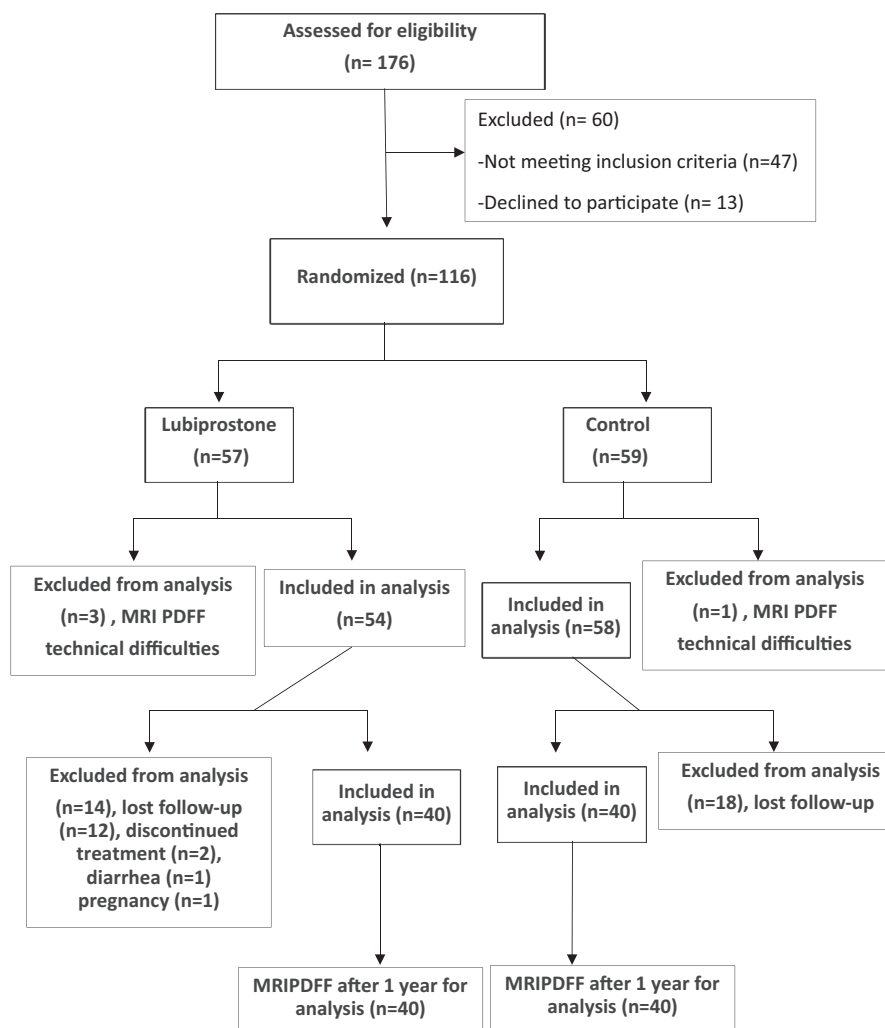 Assessed for eligibility
(n= 176)
Excluded (n= 60)
-Not meeting inclusion criteria (n=47)
-Declined to participate (n= 13)
Randomized (n=116)
Lubiprostone
(n=57)
Control
(n=59)
Excluded from analysis
(n=3) , MRI PDFF
technical difficulties
Included in analysis
(n=54)
Included in
analysis (n=58)
Excluded from analysis
(n=1) , MRI PDFF
technical difficulties
Excluded from analysis
(n=14), lost follow-up
(n=12), discontinued
treatment (n=2),
diarrhea (n=1)
pregnancy (n=1)
Included in
analysis (n=40)
Included in
analysis (n=40)
Excluded from analysis
(n=18), lost follow-up
MRIPDFF after 1 year for
analysis (n=40)
MRIPDFF after 1 year for
analysis (n=40)